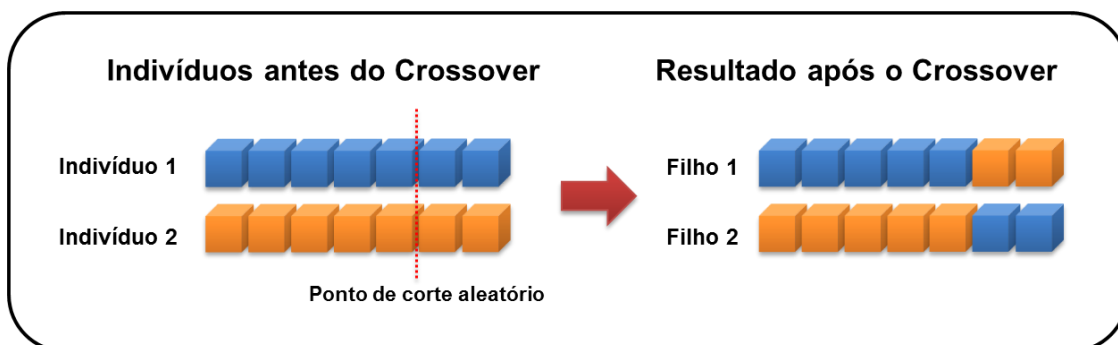 Indivíduos antes do Crossover
Resultado após o Crossover
Indivíduo 1
Filho 1
Indivíduo 2
Filho 2
Ponto de corte aleatório